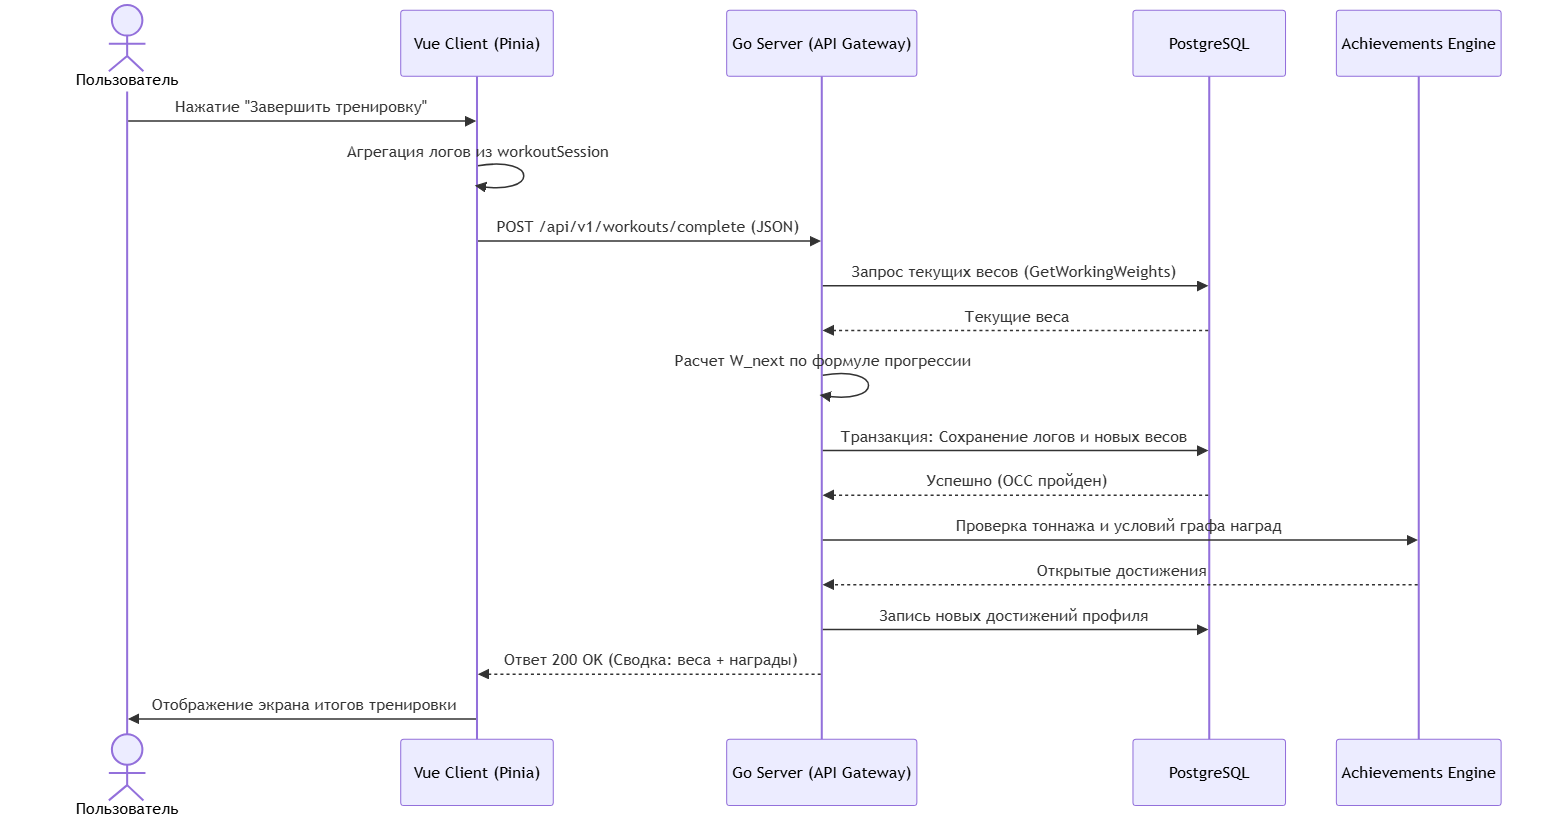 Пользователь
Vue Client (Pinia)
Go Server (API Gateway)
PostgreSQL
Achievements Engine
Нажатие "Завершить тренировку"
Агрегация логов из workoutSession
POST /api/v1/workouts/complete (JSON)
Запрос текущих весов (GetWorkingWeights)
Текущие веса
Расчет W_next по формуле прогрессии
Транзакция: Сохранение логов и новых весов
Успешно (OCC пройден)
Проверка тоннажа и условий графа наград
Открытые достижения
Запись новых достижений профиля
Ответ 200 OK (Сводка: веса + награды)
Отображение экрана итогов тренировки
Пользователь
Vue Client (Pinia)
Go Server (API Gateway)
PostgreSQL
Achievements Engine